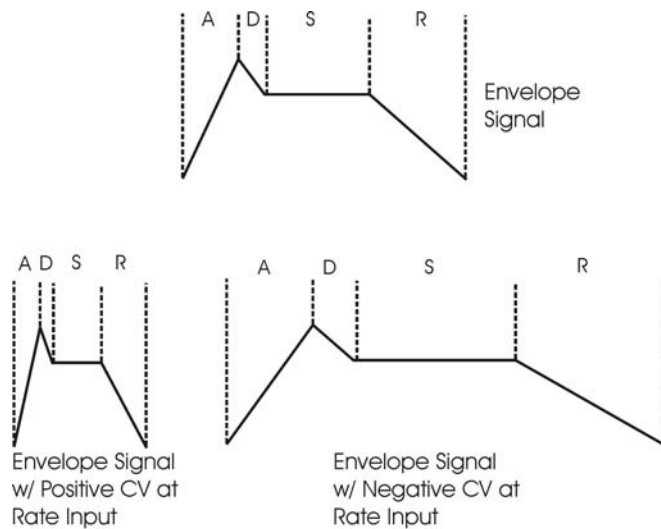 A D S R
Envelope
Signal
A D S R
A D S R
Envelope Signal
w/ Positive CV at
Rate Input
Envelope Signal
w/ Negative CV at
Rate Input